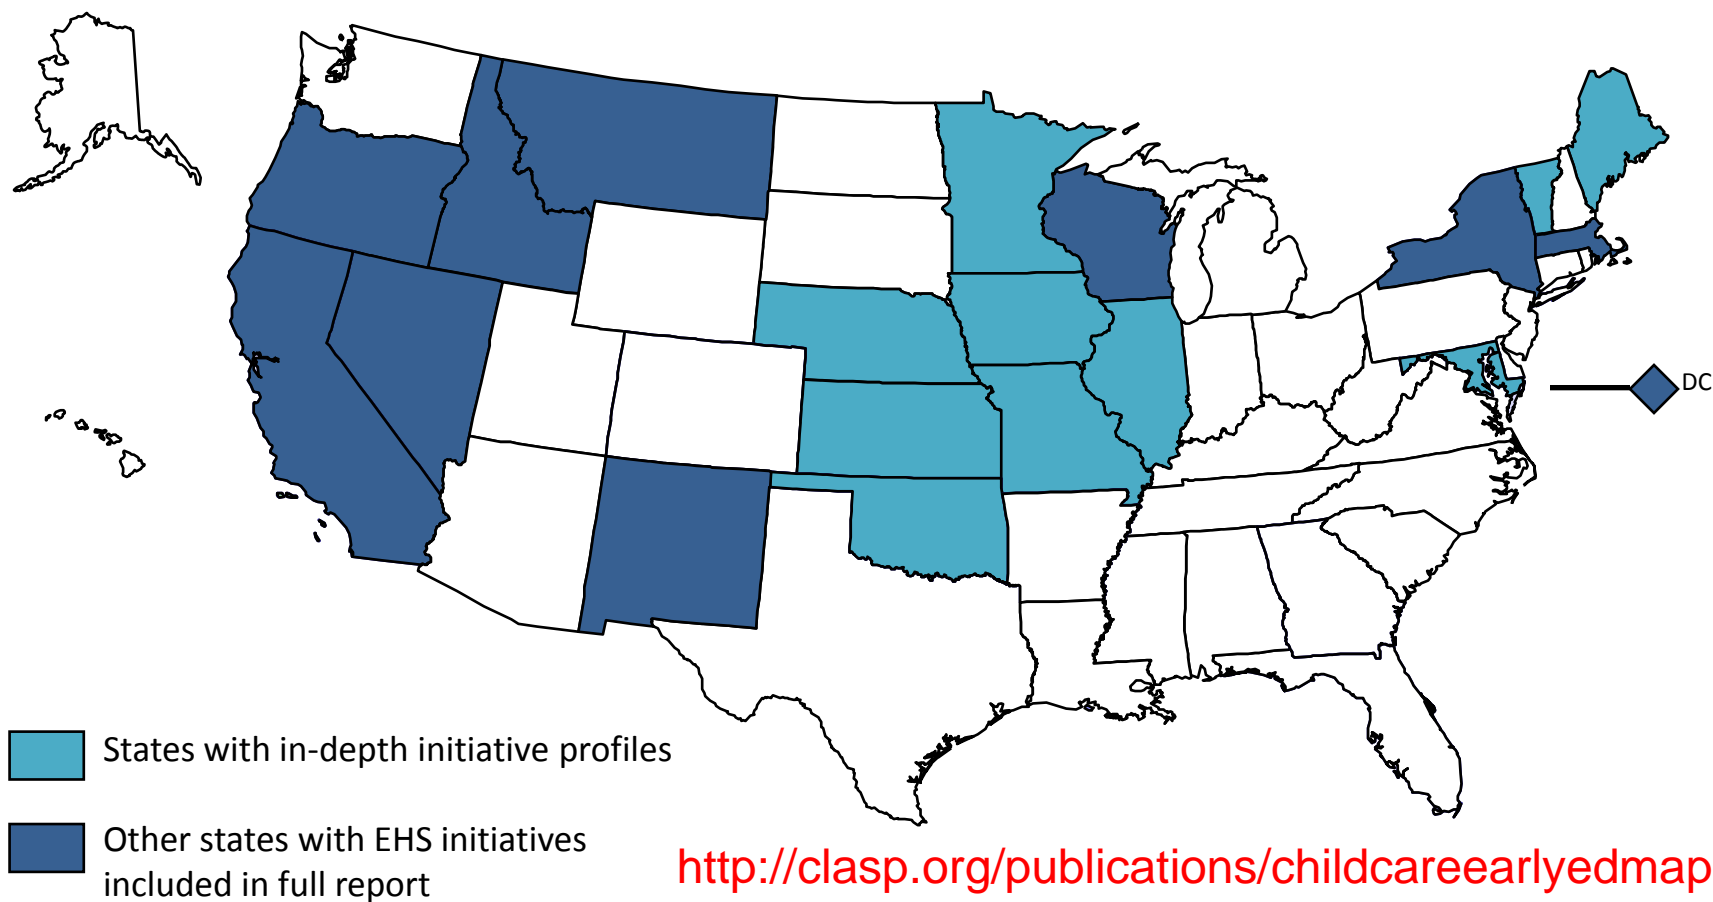 DC
States with in-depth initiative profiles
Other states with EHS initiatives
included in full report
http://clasp.org/publications/childcareearlyedmap